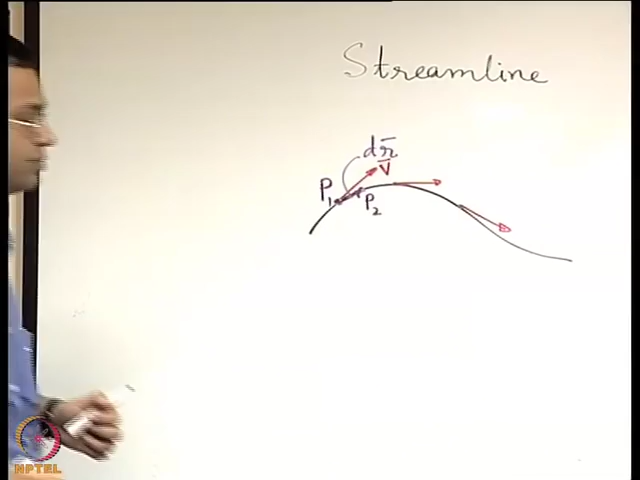 Streamline
dr̄
V̄
P₁
P₂
NPTEL